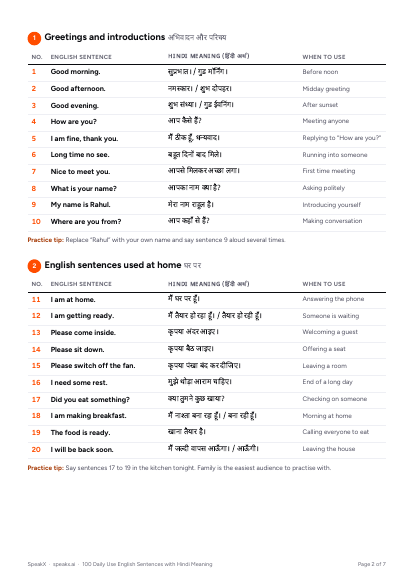 1 Greetings and introductions अभिवादन और परिचय
NO. ENGLISH SENTENCE HINDI MEANING (हिंदी अर्थ) WHEN TO USE
1 Good morning. सुप्रभात। / गुड मॉर्निंग। Before noon
2 Good afternoon. नमस्कार। / शुभ दोपहर। Midday greeting
3 Good evening. शुभ संध्या। / गुड ईवनिंग। After sunset
4 How are you? आप कैसे हैं? Meeting anyone
5 I am fine, thank you. मैं ठीक हूँ, धन्यवाद। Replying to "How are you?"
6 Long time no see. बहुत दिनों बाद मिले। Running into someone
7 Nice to meet you. आपसे मिलकर अच्छा लगा। First time meeting
8 What is your name? आपका नाम क्या है? Asking politely
9 My name is Rahul. मेरा नाम राहुल है। Introducing yourself
10 Where are you from? आप कहाँ से हैं? Making conversation
Practice tip: Replace "Rahul" with your own name and say sentence 9 aloud several times.
2 English sentences used at home घर पर
NO. ENGLISH SENTENCE HINDI MEANING (हिंदी अर्थ) WHEN TO USE
11 I am at home. मैं घर पर हूँ। Answering the phone
12 I am getting ready. मैं तैयार हो रहा हूँ। / तैयार हो रही हूँ। Someone is waiting
13 Please come inside. कृपया अंदर आइए। Welcoming a guest
14 Please sit down. कृपया बैठ जाइए। Offering a seat
15 Please switch off the fan. कृपया पंखा बंद कर दीजिए। Leaving a room
16 I need some rest. मुझे थोड़ा आराम चाहिए। End of a long day
17 Did you eat something? क्या तुमने कुछ खाया? Checking on someone
18 I am making breakfast. मैं नाश्ता बना रहा हूँ। / बना रही हूँ। Morning at home
19 The food is ready. खाना तैयार है। Calling everyone to eat
20 I will be back soon. मैं जल्दी वापस आऊँगा। / आऊँगी। Leaving the house
Practice tip: Say sentences 17 to 19 in the kitchen tonight. Family is the easiest audience to practise with.
SpeakX · speakx.ai · 100 Daily Use English Sentences with Hindi Meaning Page 2 of 7